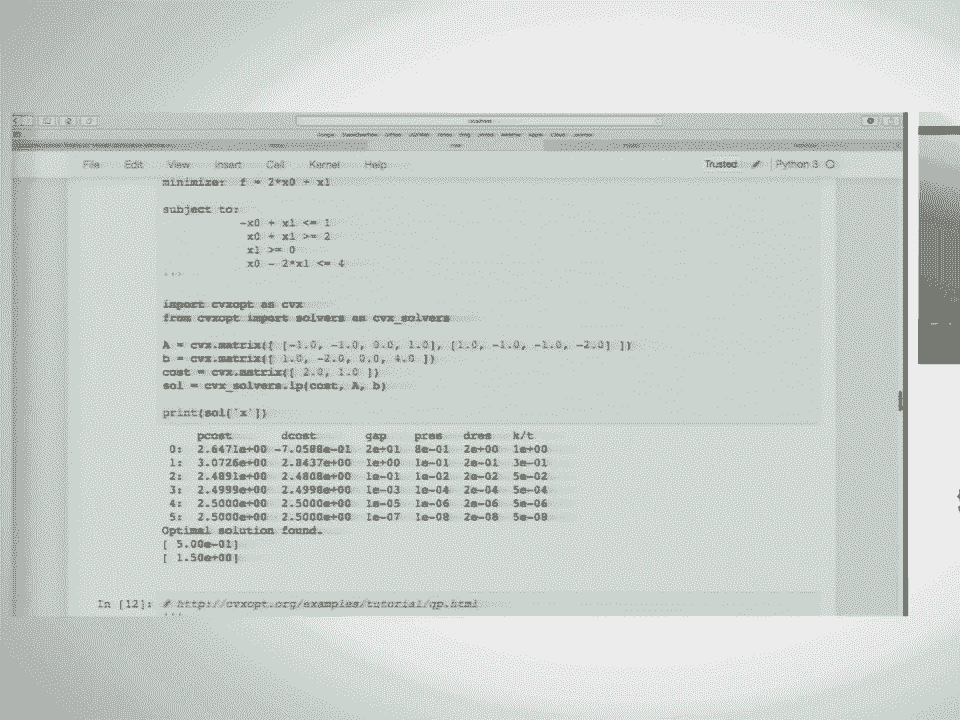 File Edit View Insert Cell Kernel Help Trusted Python 3
minimize: f = 2*x0 + x1
subject to:
-x0 + x1 <= 1
x0 + x1 >= 2
x1 >= 0
x0 - 2*x1 <= 4
'''
import cvxopt as cvx
from cvxopt import solvers as cvx_solvers
A = cvx.matrix([ [-1.0, -1.0, 0.0, 1.0], [1.0, -1.0, -1.0, -2.0] ])
b = cvx.matrix([ 1.0, -2.0, 0.0, 4.0 ])
cost = cvx.matrix([ 2.0, 1.0 ])
sol = cvx_solvers.lp(cost, A, b)
print(sol['x'])
pcost dcost gap pres dres k/t
0: 2.6471e+00 -7.0588e-01 2e+01 8e-01 2e+00 1e+00
1: 3.0726e+00 2.8437e+00 1e+00 1e-01 2e-01 3e-01
2: 2.4891e+00 2.4808e+00 1e-01 1e-02 2e-02 5e-02
3: 2.4999e+00 2.4998e+00 1e-03 1e-04 2e-04 5e-04
4: 2.5000e+00 2.5000e+00 1e-05 1e-06 2e-06 5e-06
5: 2.5000e+00 2.5000e+00 1e-07 1e-08 2e-08 5e-08
Optimal solution found.
[ 5.00e-01]
[ 1.50e+00]
In [12]: # http://cvxopt.org/examples/tutorial/qp.html
'''